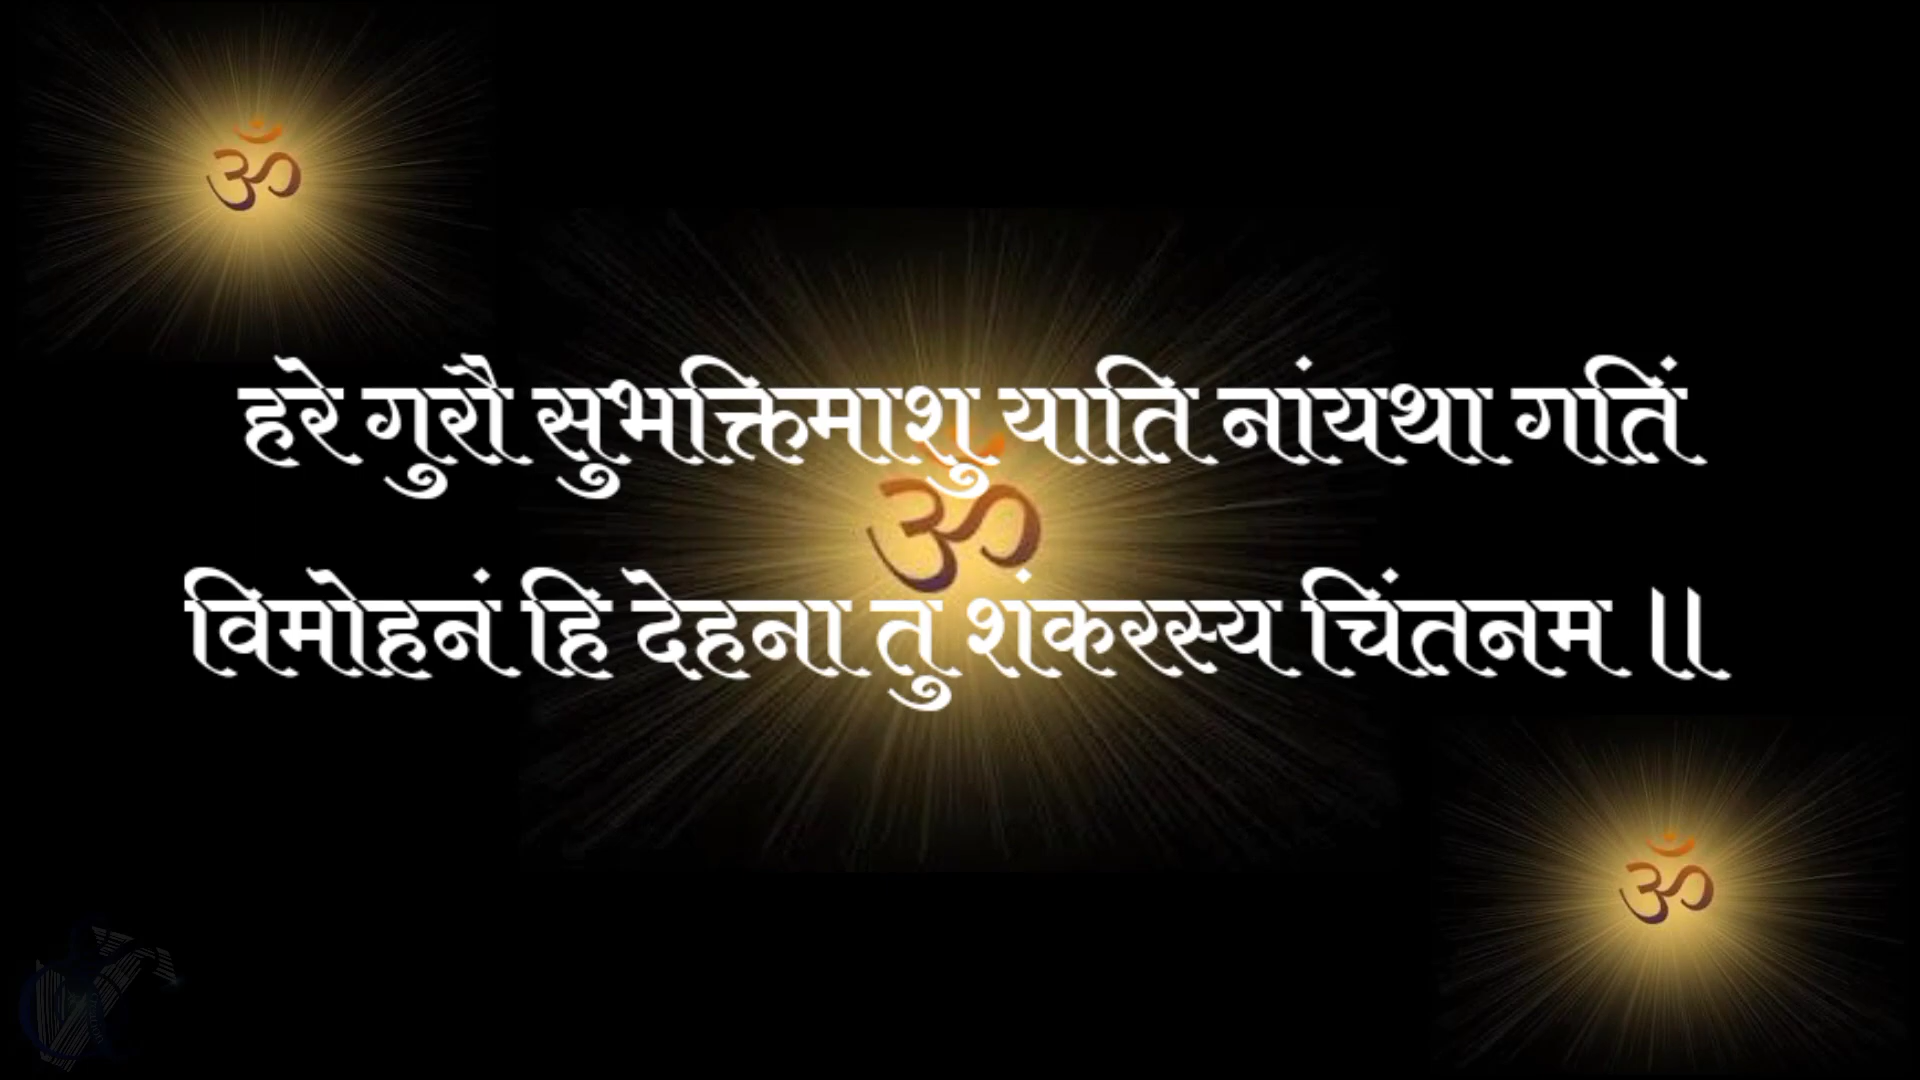 ॐ
हरे गुरौ सुभक्तिमाशु याति नांयथा गतिं
ॐ
विमोहनं हि देहना तु शंकरस्य चिंतनम ।।
ॐ